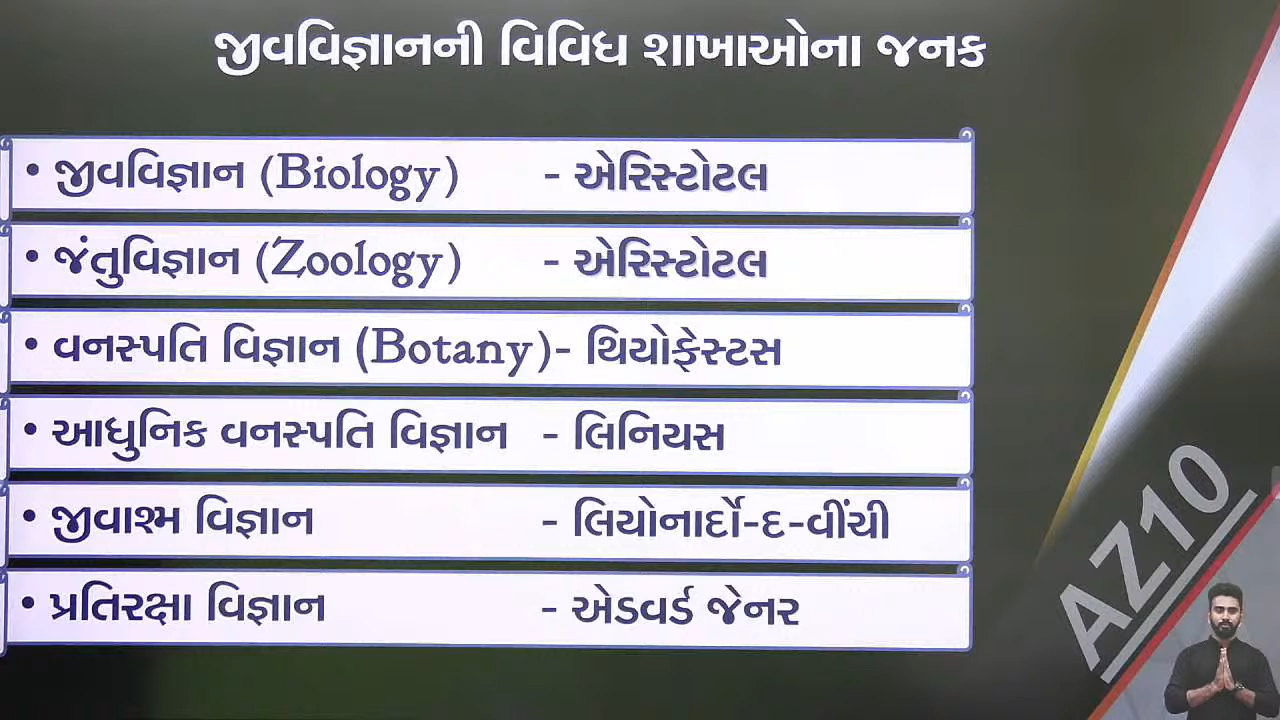 જીવવિજ્ઞાનની વિવિધ શાખાઓના જનક
• જીવવિજ્ઞાન (Biology) - એરિસ્ટોટલ
• જંતુવિજ્ઞાન (Zoology) - એરિસ્ટોટલ
• વનસ્પતિ વિજ્ઞાન (Botany)- થિયોફ્રેસ્ટસ
• આધુનિક વનસ્પતિ વિજ્ઞાન - લિનિયસ
• જીવાશ્મ વિજ્ઞાન - લિયોનાર્દો-દ-વીંચી
• પ્રતિરક્ષા વિજ્ઞાન - એડવર્ડ જેનર
AZ10